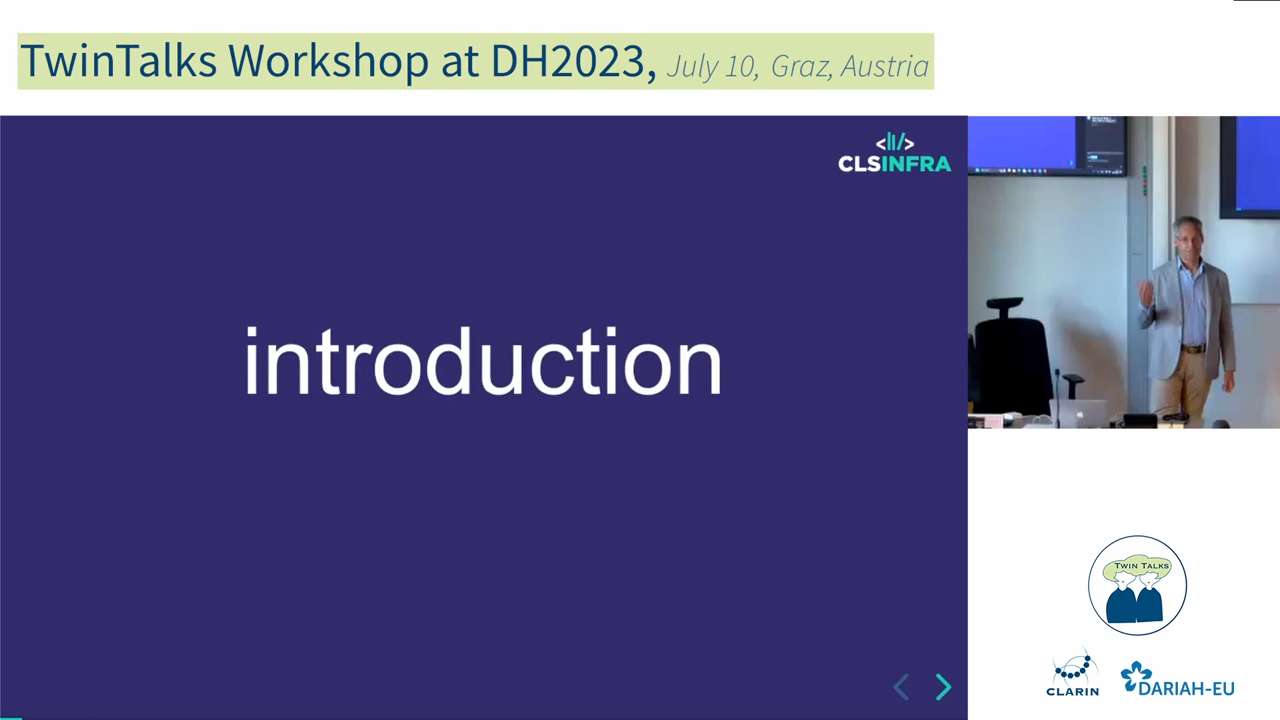 TwinTalks Workshop at DH2023, July 10, Graz, Austria
CLSINFRA
introduction
TWIN TALKS
CLARIN
DARIAH-EU